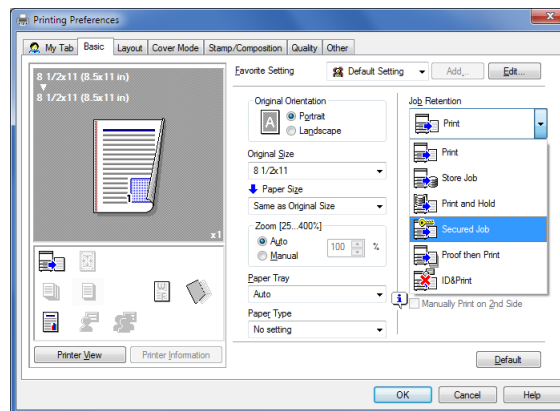 Printing Preferences
My Tab Basic Layout Cover Mode Stamp/Composition Quality Other
8 1/2x11 (8.5x11 in)
8 1/2x11 (8.5x11 in)
1
x1
Printer View
Printer Information
Favorite Setting
Default Setting
Add...
Edit...
Original Orientation
A
Portrait
Landscape
Original Size
8 1/2x11
Paper Size
Same as Original Size
Zoom [25...400%]
Auto
Manual
100 %
Paper Tray
Auto
Paper Type
No setting
Job Retention
Print
Print
Store Job
Print and Hold
Secured Job
Proof then Print
ID&Print
Manually Print on 2nd Side
Default
OK Cancel Help